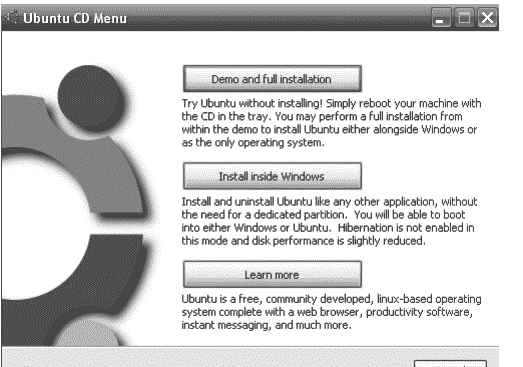 Ubuntu CD Menu
Demo and full installation
Try Ubuntu without installing! Simply reboot your machine with
the CD in the tray. You may perform a full installation from
within the demo to install Ubuntu either alongside Windows or
as the only operating system.
Install inside Windows
Install and uninstall Ubuntu like any other application, without
the need for a dedicated partition. You will be able to boot
into either Windows or Ubuntu. Hibernation is not enabled in
this mode and disk performance is slightly reduced.
Learn more
Ubuntu is a free, community developed, linux-based operating
system complete with a web browser, productivity software,
instant messaging, and much more.